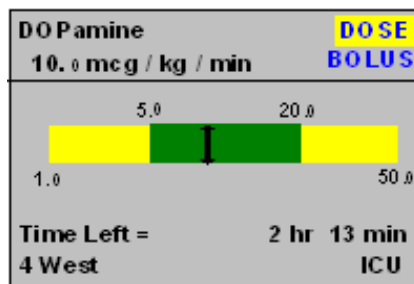 DOPamine DOSE
10.0 mcg / kg / min BOLUS
5.0 20.0
1.0 50.0
Time Left = 2 hr 13 min
4 West ICU